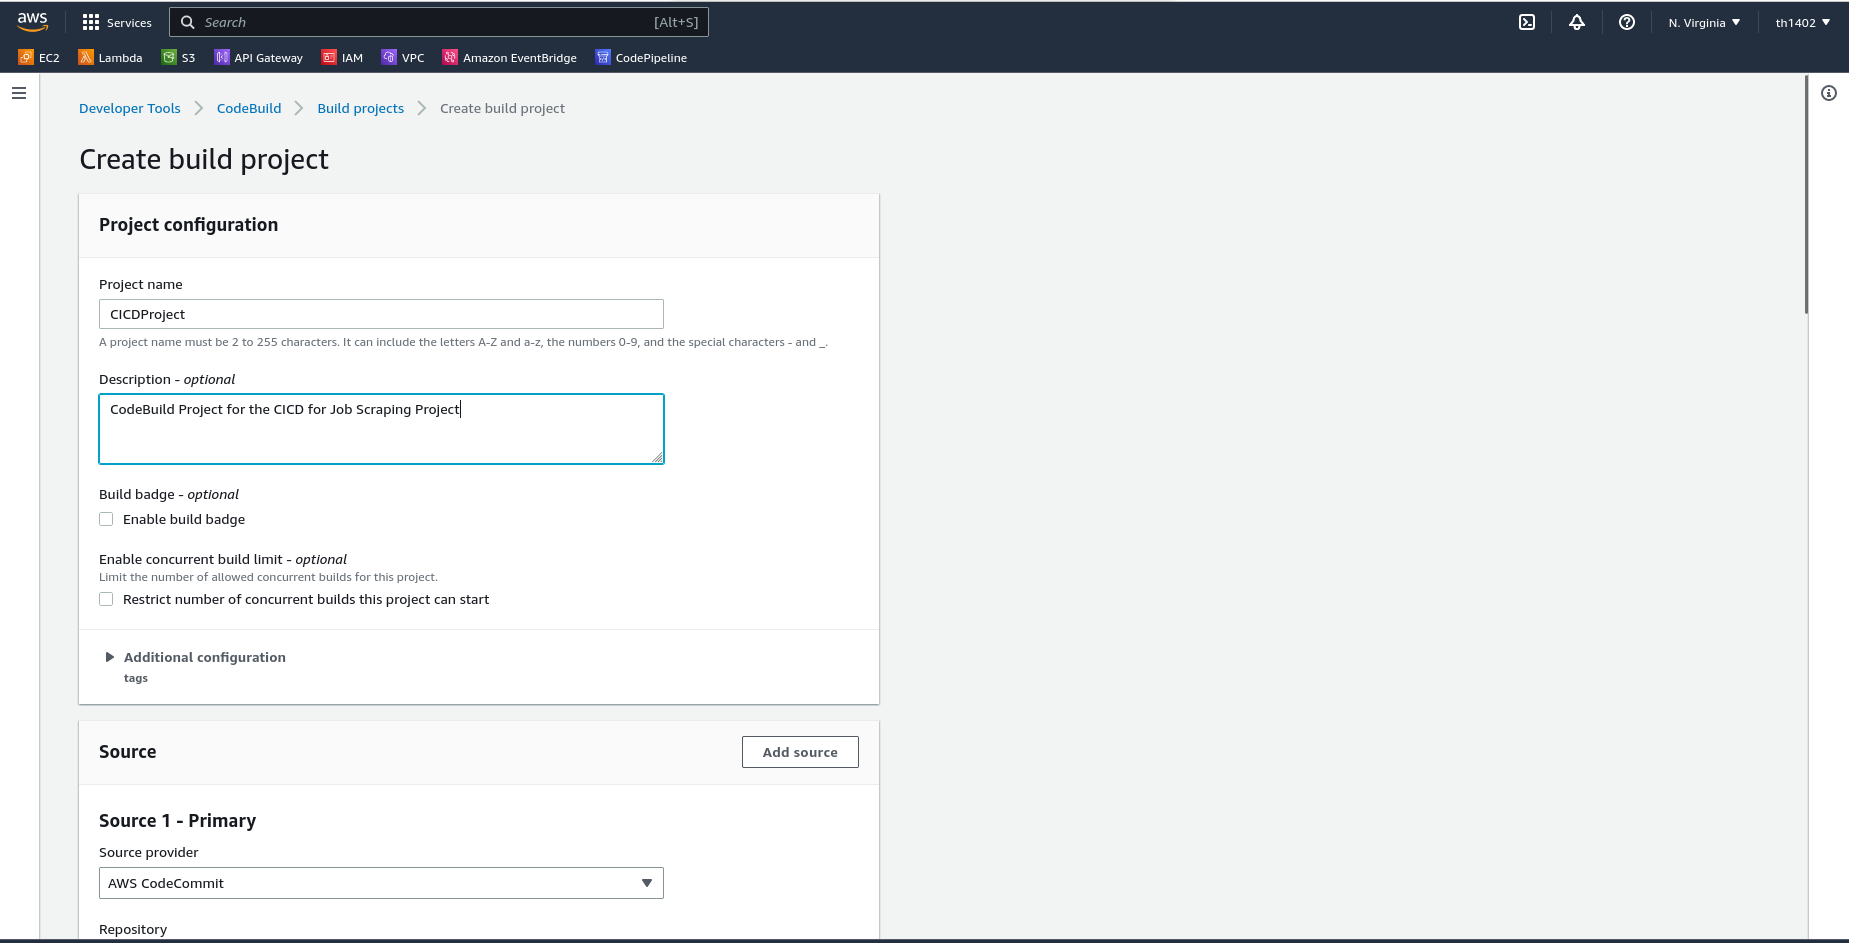 aws Services Search [Alt+S] N. Virginia th1402
EC2 Lambda S3 API Gateway IAM VPC Amazon EventBridge CodePipeline
Developer Tools CodeBuild Build projects Create build project
Create build project
Project configuration
Project name
CICDProject
A project name must be 2 to 255 characters. It can include the letters A-Z and a-z, the numbers 0-9, and the special characters - and _.
Description - optional
CodeBuild Project for the CICD for Job Scraping Project
Build badge - optional
Enable build badge
Enable concurrent build limit - optional
Limit the number of allowed concurrent builds for this project.
Restrict number of concurrent builds this project can start
Additional configuration
tags
Source Add source
Source 1 - Primary
Source provider
AWS CodeCommit
Repository